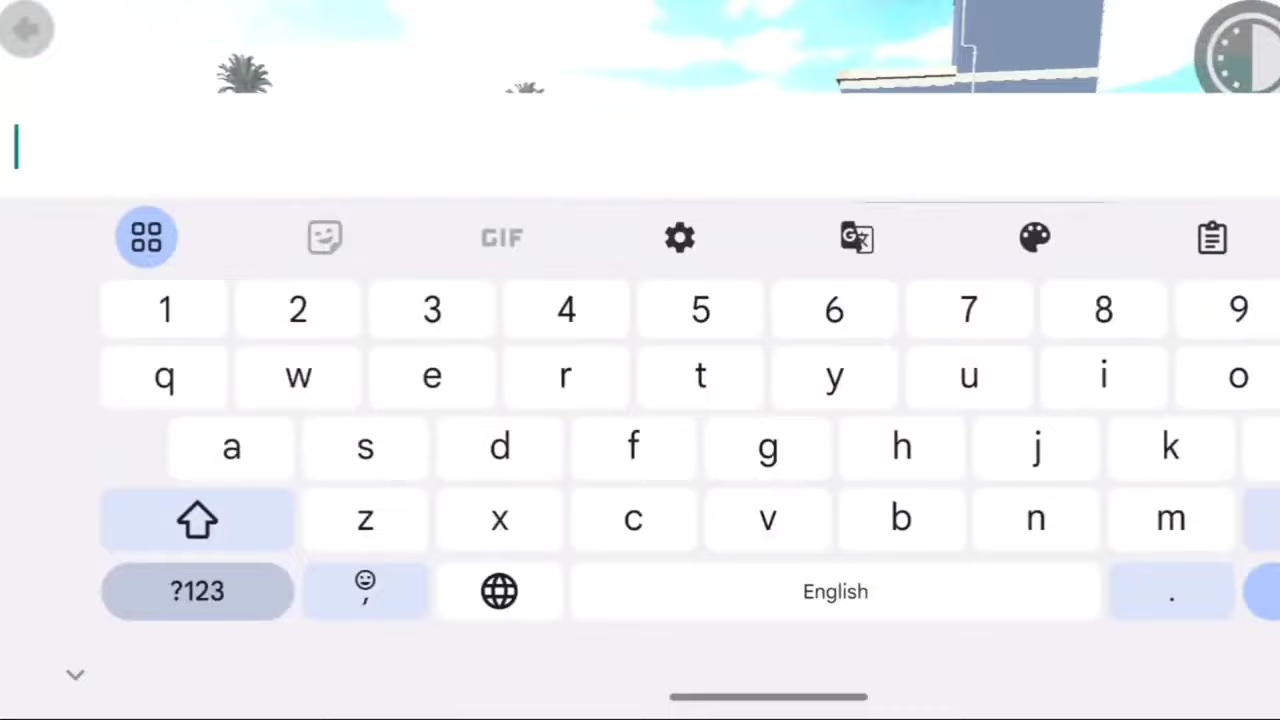 GIF
1 2 3 4 5 6 7 8 9
q w e r t y u i o
a s d f g h j k
z x c v b n m
?123 , English .